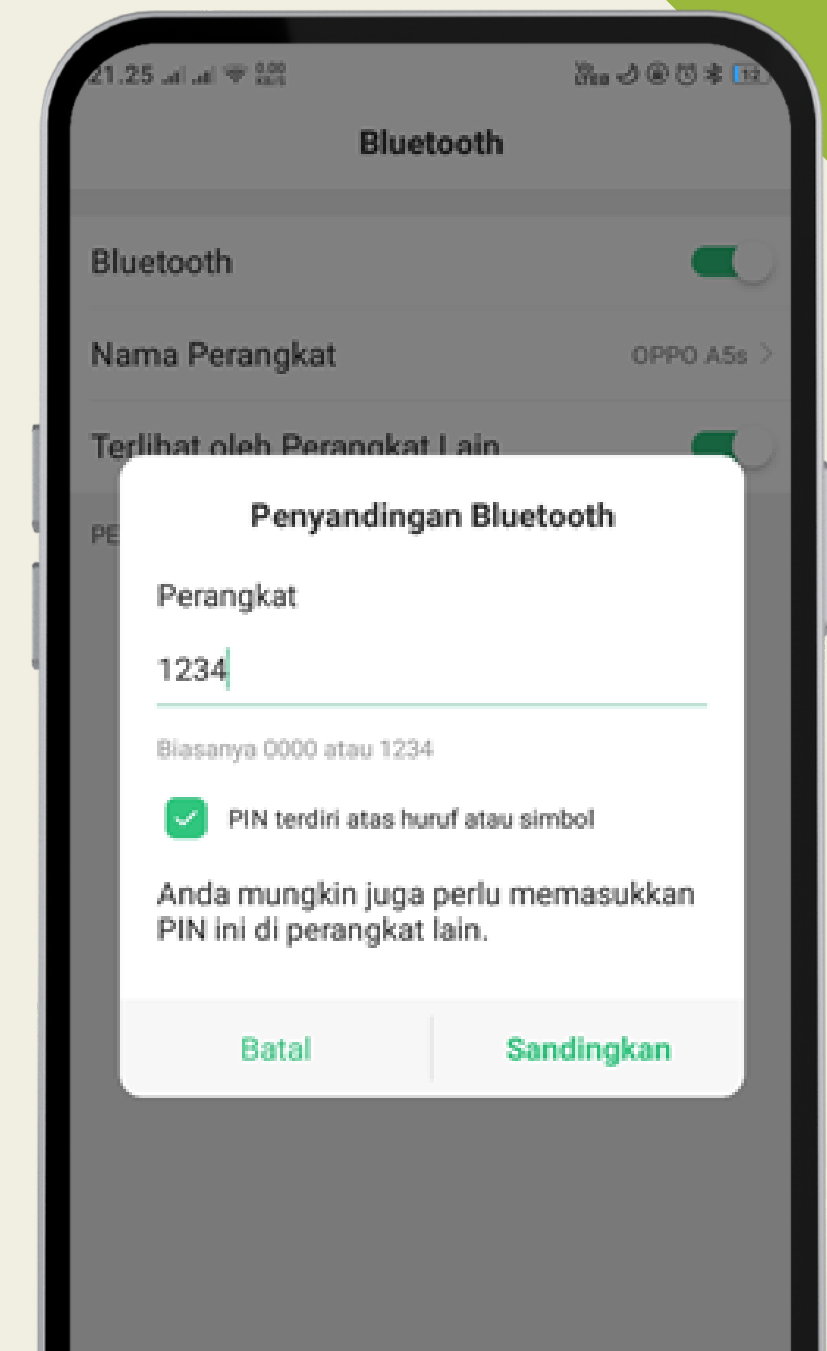 21.25
Bluetooth
Bluetooth
Nama Perangkat OPPO A5s >
Terlihat oleh Perangkat Lain
PE
Penyandingan Bluetooth
Perangkat
1234
Biasanya 0000 atau 1234
PIN terdiri atas huruf atau simbol
Anda mungkin juga perlu memasukkan
PIN ini di perangkat lain.
Batal Sandingkan